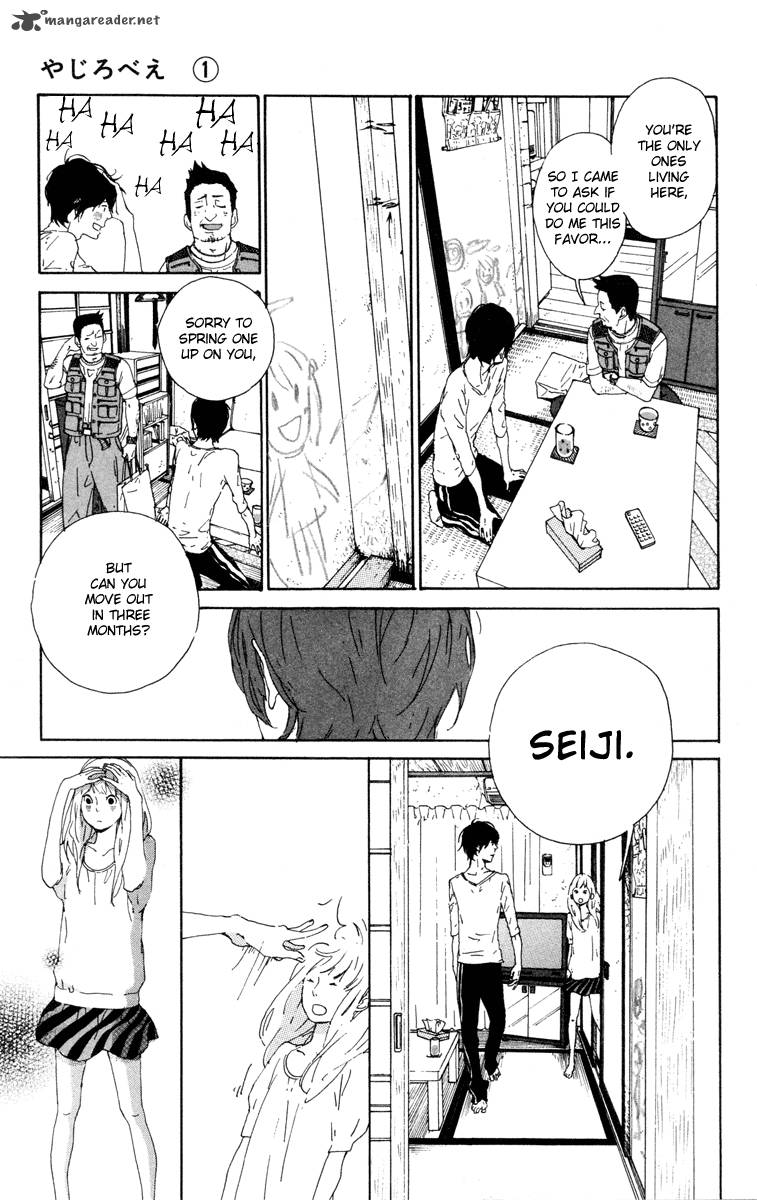 mangareader.net
やじろべえ ①
YOU'RE
THE ONLY
ONES
LIVING
HERE,
SO I CAME
TO ASK IF
YOU COULD
DO ME THIS
FAVOR...
HA
HA
HA
HA
HA
HA
SORRY TO
SPRING ONE
UP ON YOU,
BUT
CAN YOU
MOVE OUT
IN THREE
MONTHS?
SEIJI.